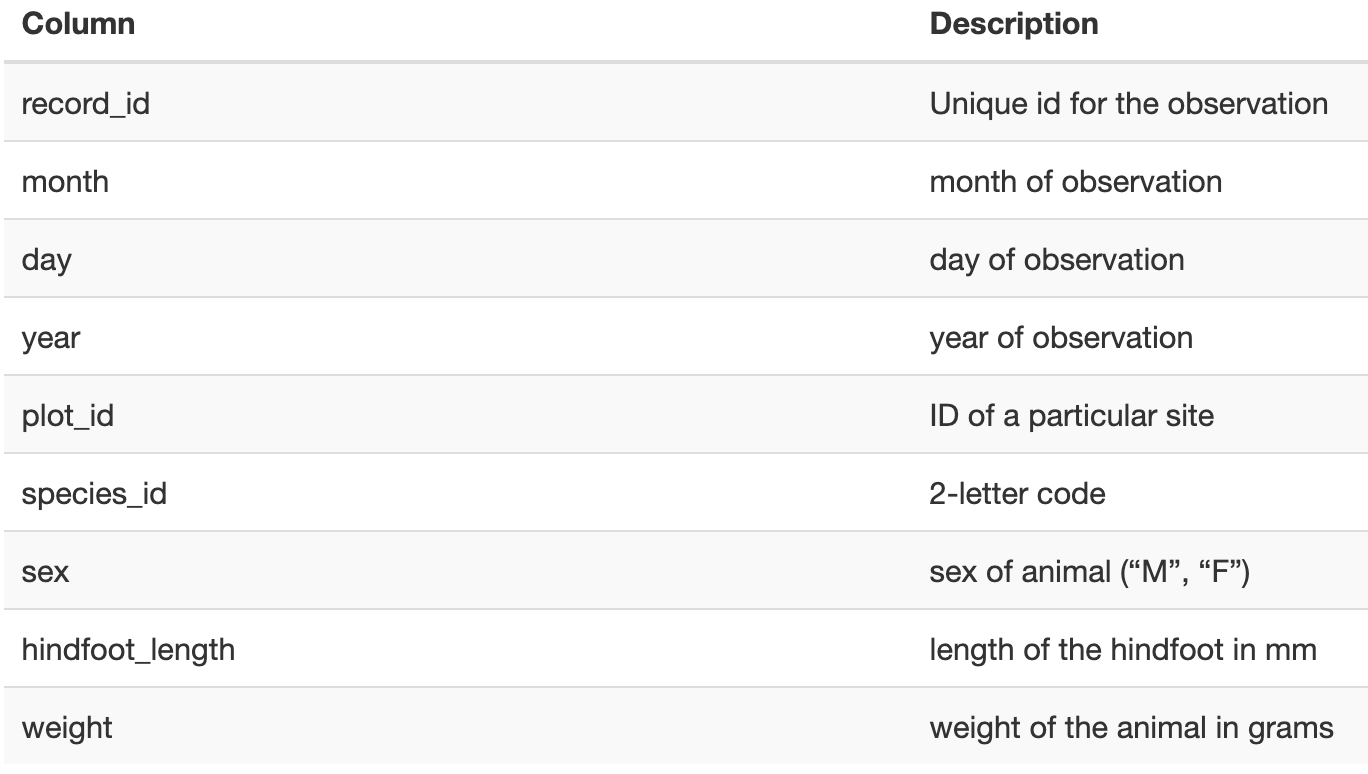 Column Description
record_id Unique id for the observation
month month of observation
day day of observation
year year of observation
plot_id ID of a particular site
species_id 2-letter code
sex sex of animal (“M”, “F”)
hindfoot_length length of the hindfoot in mm
weight weight of the animal in grams